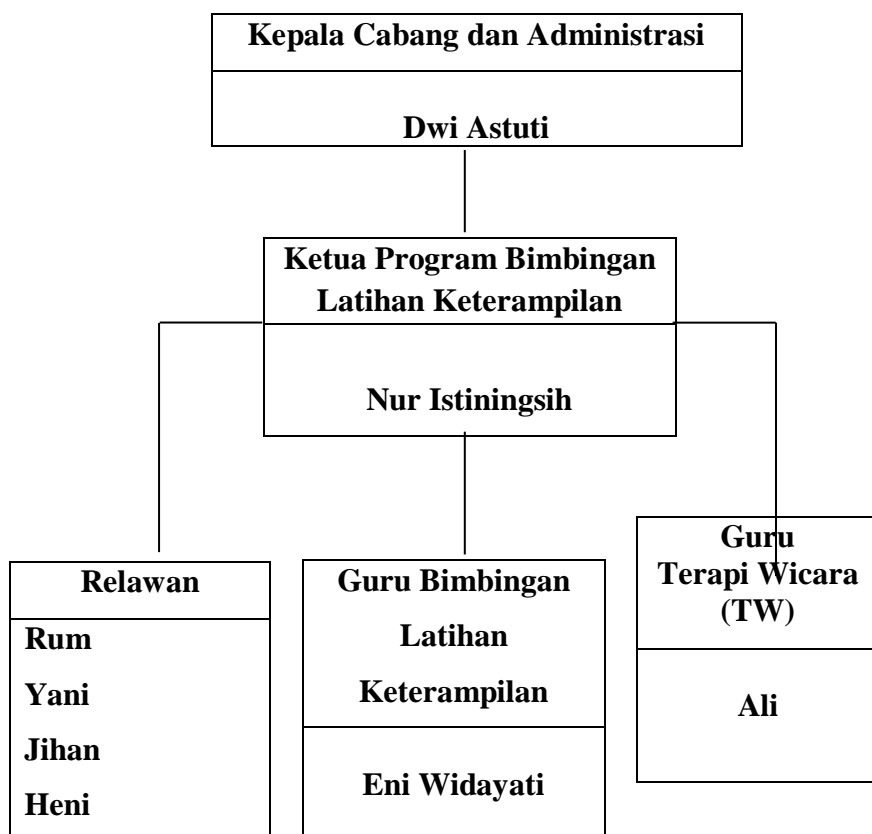 Kepala Cabang dan Administrasi
Dwi Astuti
Ketua Program Bimbingan
Latihan Keterampilan
Nur Istiningsih
Relawan
Rum
Yani
Jihan
Heni
Guru Bimbingan
Latihan
Keterampilan
Eni Widayati
Guru
Terapi Wicara
(TW)
Ali